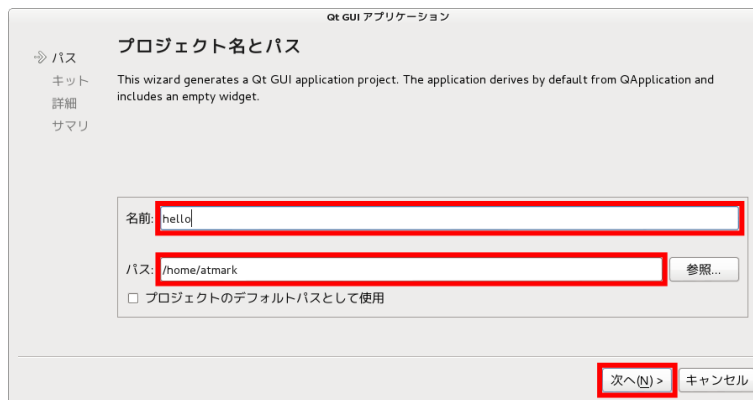 Qt GUI アプリケーション
プロジェクト名とパス
パス
キット
詳細
サマリ
This wizard generates a Qt GUI application project. The application derives by default from QApplication and
includes an empty widget.
名前: hello
パス: /home/atmark
参照...
プロジェクトのデフォルトパスとして使用
次へ(N) >
キャンセル